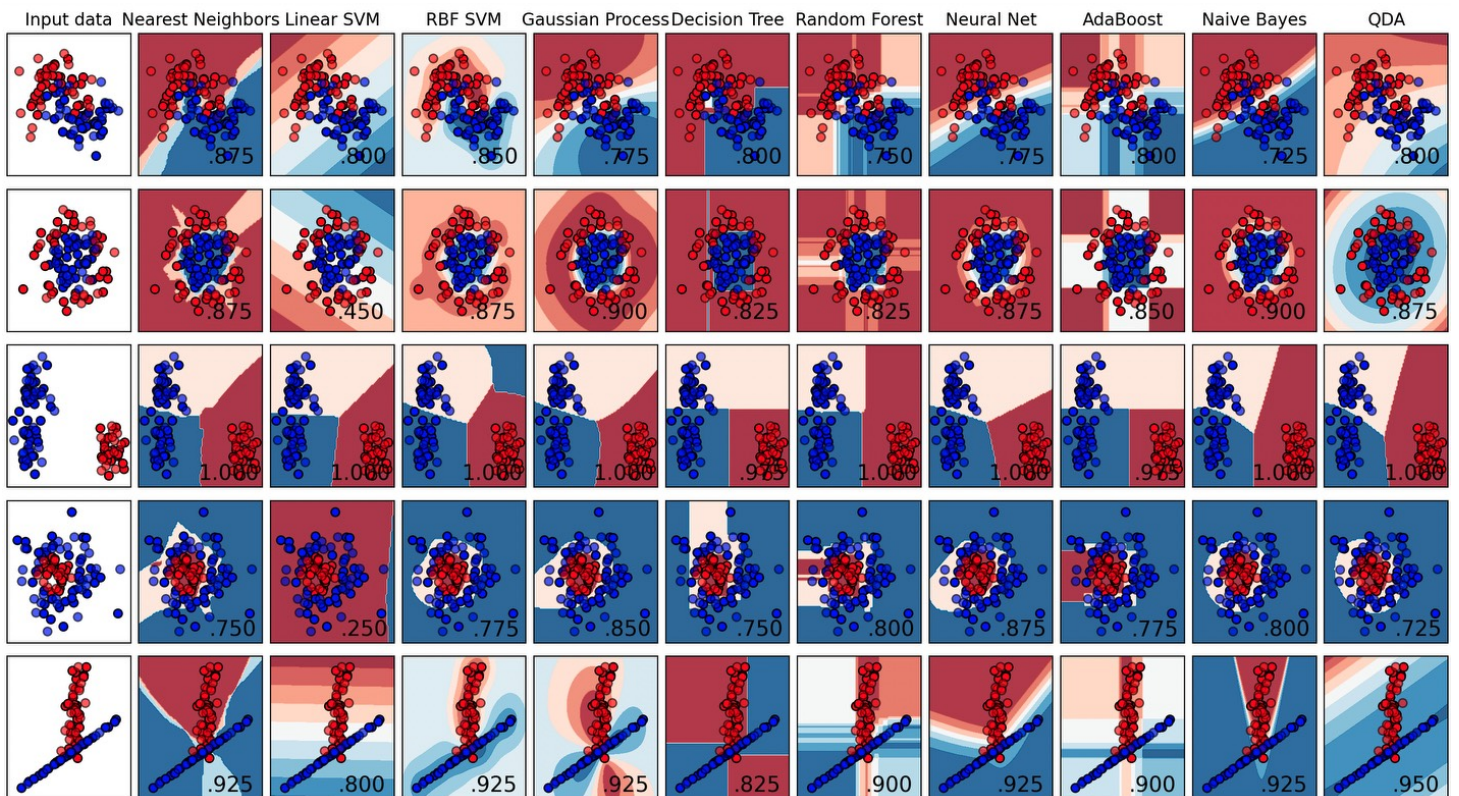 Input data Nearest Neighbors Linear SVM RBF SVM Gaussian Process Decision Tree Random Forest Neural Net AdaBoost Naive Bayes QDA
.875 .800 .850 .775 .800 .750 .775 .800 .725 .800
.875 .450 .875 .900 .825 .825 .875 .850 .900 .875
1.000 1.000 1.000 1.000 .975 1.000 1.000 .975 1.000 1.000
.750 .250 .775 .850 .750 .800 .875 .775 .800 .725
.925 .800 .925 .925 .825 .900 .925 .900 .925 .950